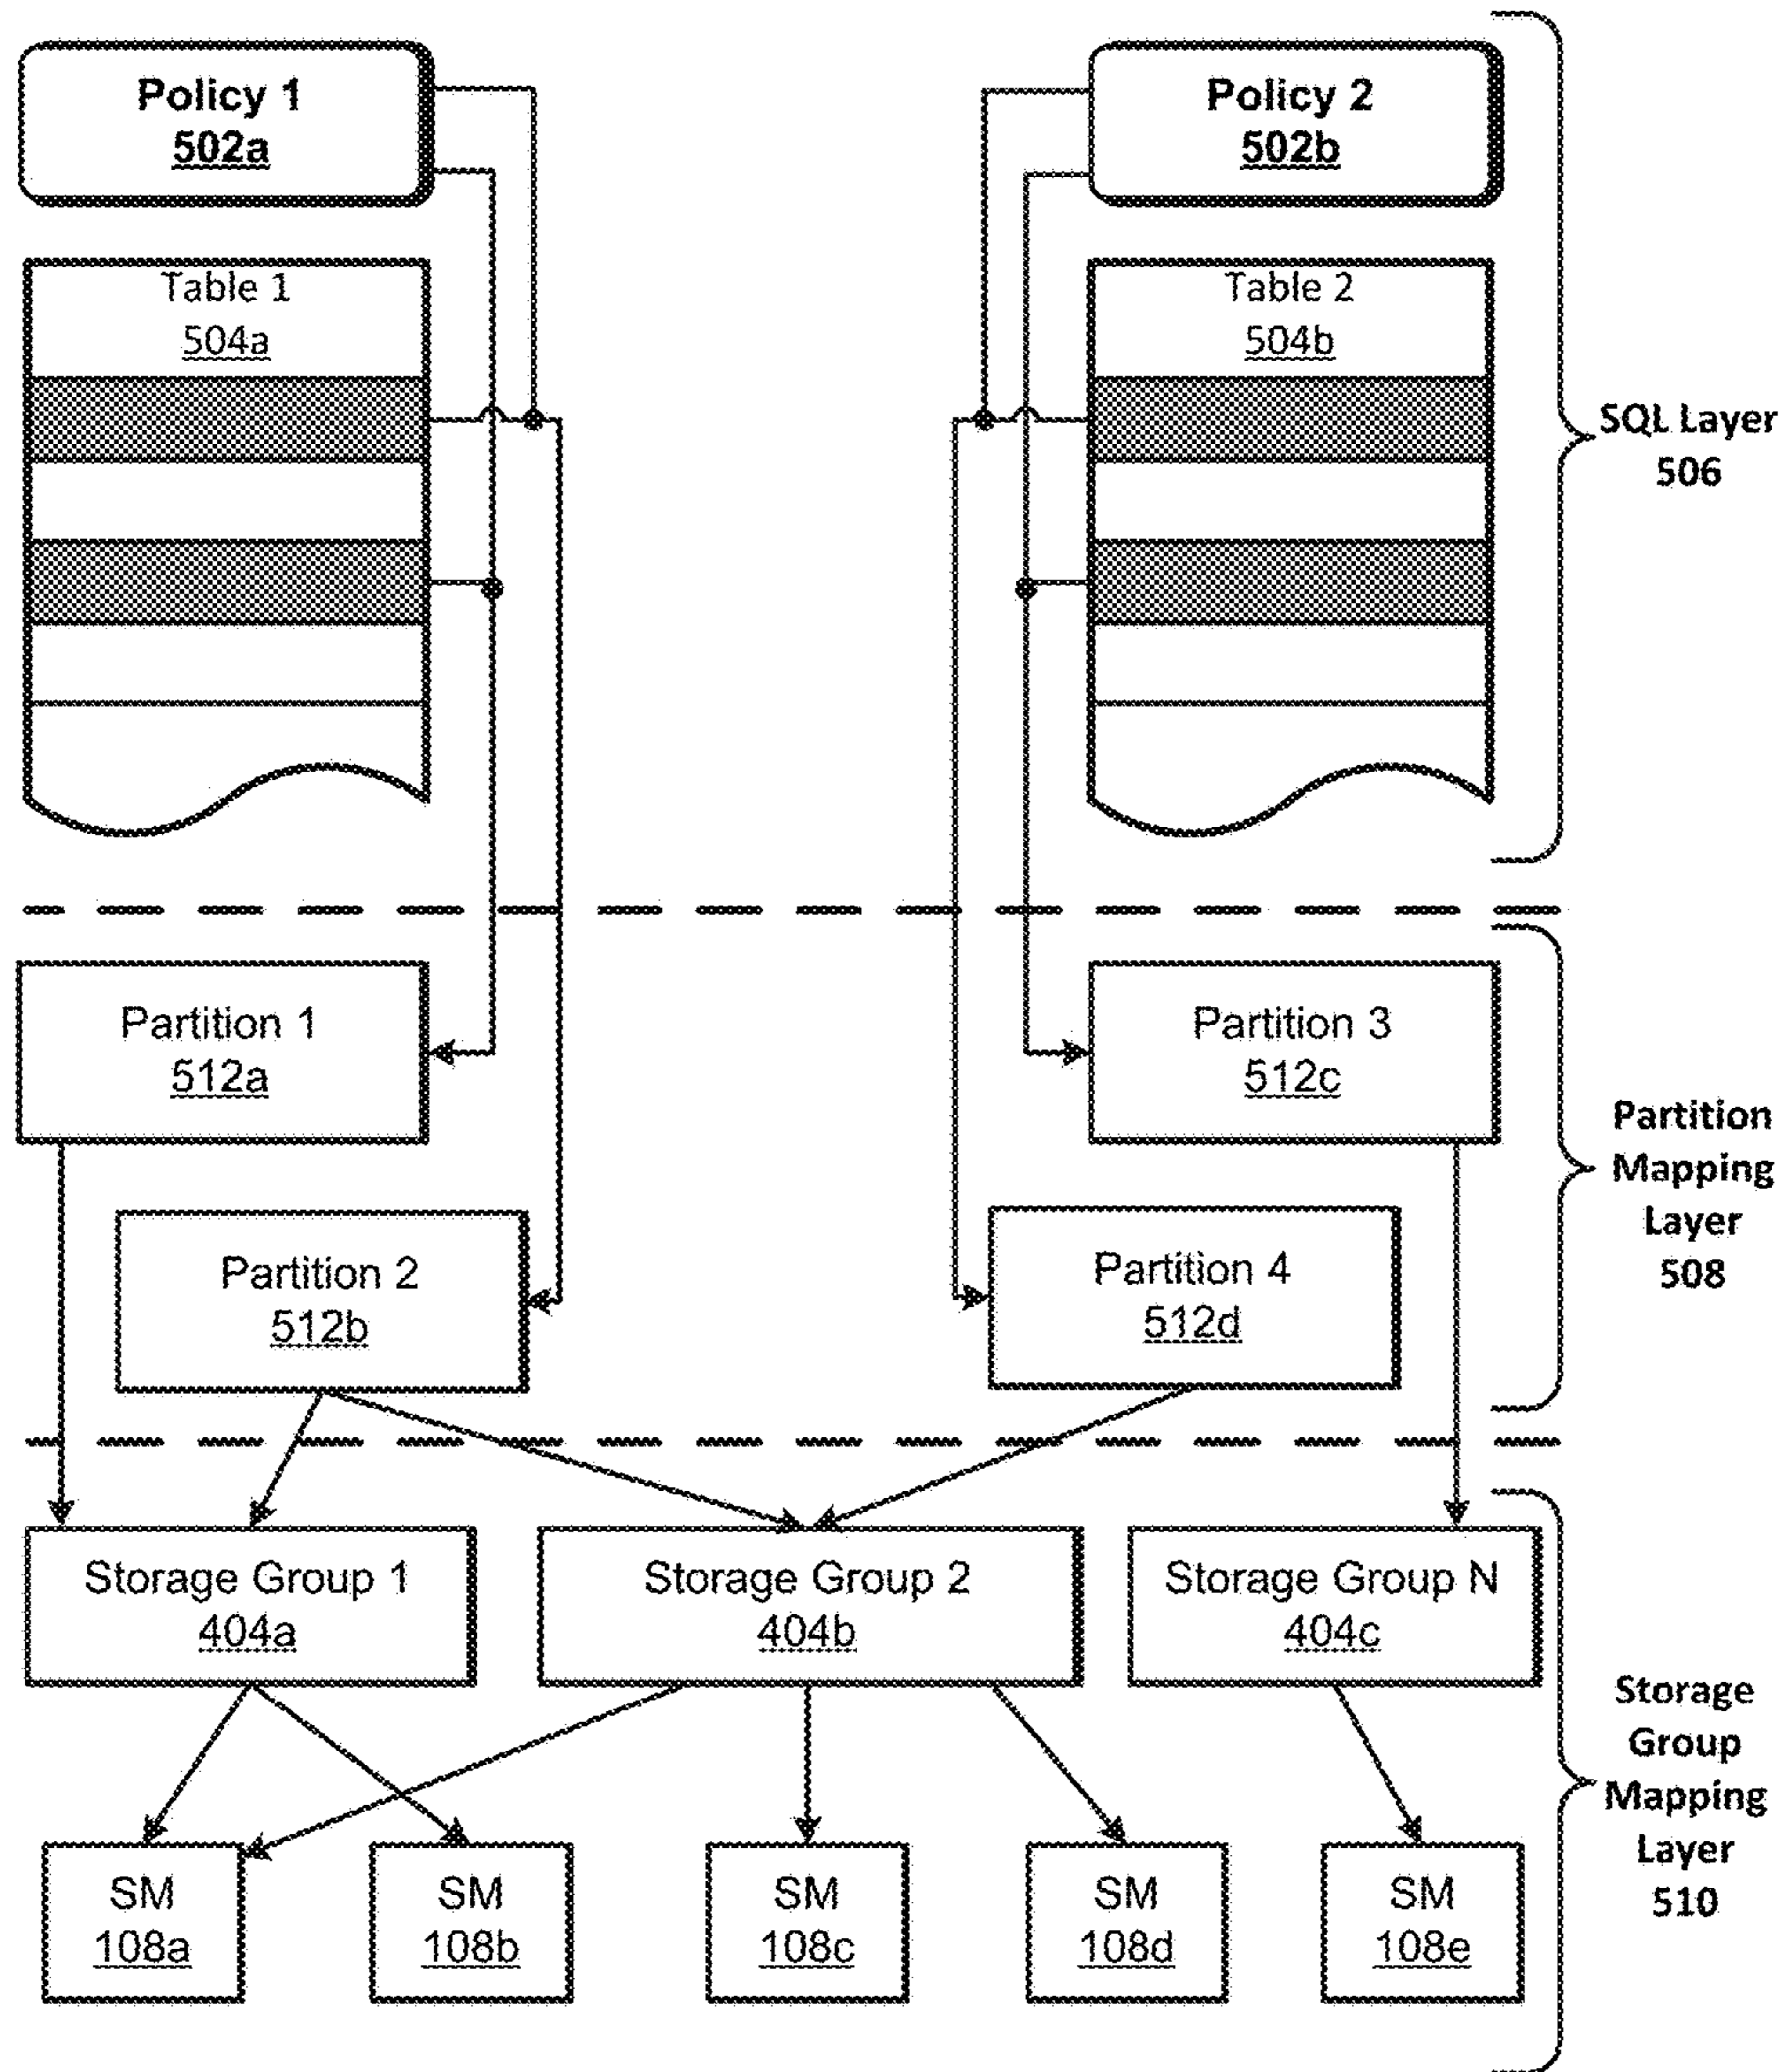 Policy 1
502a
Policy 2
502b
Table 1
504a
Table 2
504b
SQL Layer
506
Partition 1
512a
Partition 3
512c
Partition
Mapping
Layer
508
Partition 2
512b
Partition 4
512d
Storage Group 1
404a
Storage Group 2
404b
Storage Group N
404c
Storage
Group
Mapping
Layer
510
SM
108a
SM
108b
SM
108c
SM
108d
SM
108e